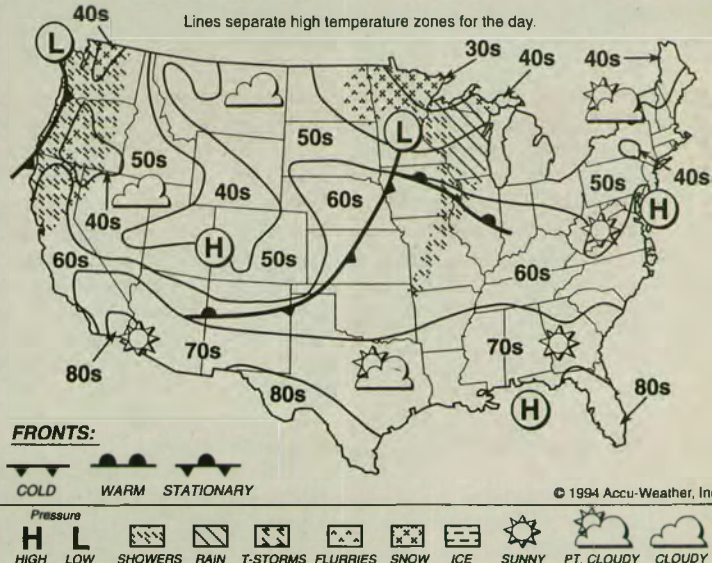 Lines separate high temperature zones for the day.
40s
L
30s
40s
40s
L
50s
50s
40s
60s
50s
40s
40s
H
H
50s
60s
60s
70s
70s
80s
80s
80s
H
FRONTS:
COLD WARM STATIONARY
© 1994 Accu-Weather, Inc
Pressure
H L
HIGH LOW SHOWERS RAIN T-STORMS FLURRIES SNOW ICE SUNNY PT. CLOUDY CLOUDY